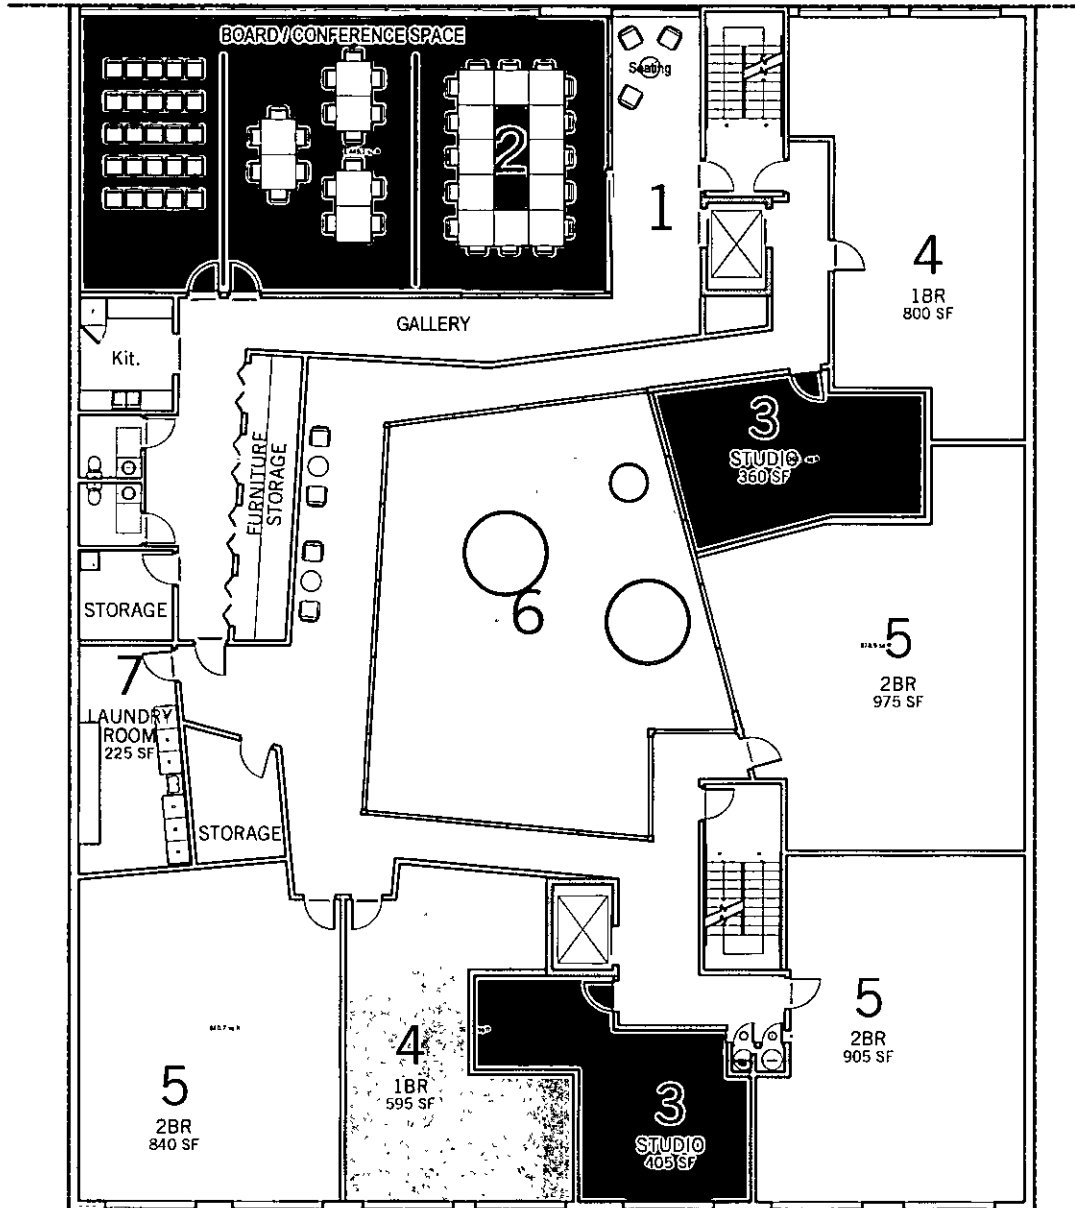 BOARD / CONFERENCE SPACE
Seating
2
1
4
1BR
800 SF
GALLERY
Kit.
3
STUDIO
360 SF
FURNITURE
STORAGE
6
STORAGE
5
2BR
975 SF
7
LAUNDRY
ROOM
225 SF
STORAGE
5
2BR
840 SF
4
1BR
595 SF
3
STUDIO
405 SF
5
2BR
905 SF